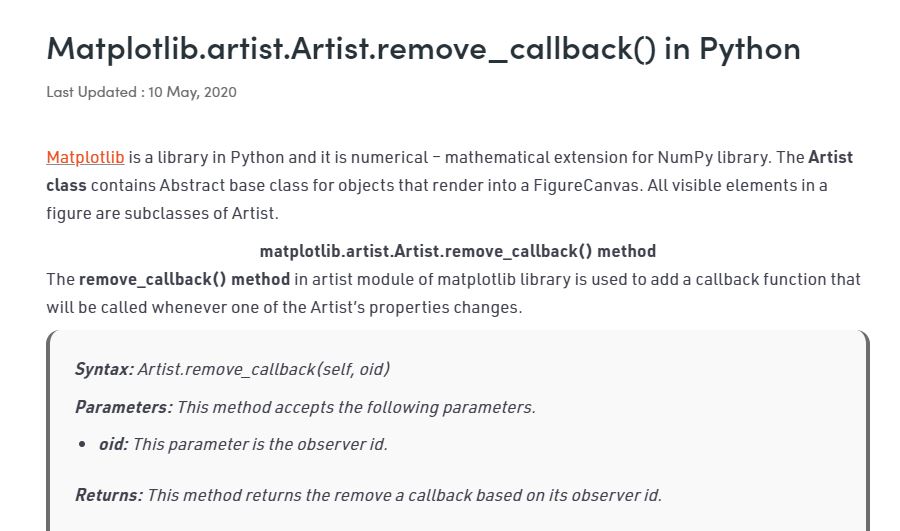 Matplotlib.artist.Artist.remove_callback() in Python
Last Updated : 10 May, 2020
Matplotlib is a library in Python and it is numerical – mathematical extension for NumPy library. The Artist
class contains Abstract base class for objects that render into a FigureCanvas. All visible elements in a
figure are subclasses of Artist.
matplotlib.artist.Artist.remove_callback() method
The remove_callback() method in artist module of matplotlib library is used to add a callback function that
will be called whenever one of the Artist’s properties changes.
Syntax: Artist.remove_callback(self, oid)
Parameters: This method accepts the following parameters.
• oid: This parameter is the observer id.
Returns: This method returns the remove a callback based on its observer id.